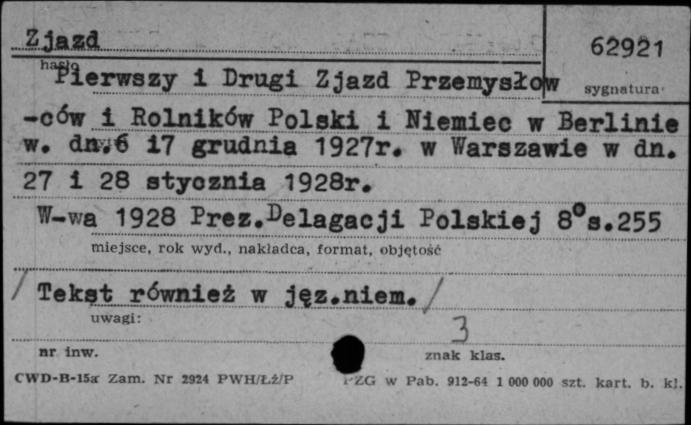 Zjazd
62921
hasło
Pierwszy i Drugi Zjazd Przemysłow
sygnatura
-ców i Rolników Polski i Niemiec w Berlinie
w. dn.6 i7 grudnia 1927r. w Warszawie w dn.
27 i 28 stycznia 1928r.
W-wa 1928 Prez.Delagacji Polskiej 8°s.255
miejsce, rok wyd., nakładca, format, objętość
/ Tekst również w jęz.niem. /
uwagi:
3
nr inw.
znak klas.
CWD-B-15a Zam. Nr 2924 PWH/Łż/P PZG w Pab. 912-64 1 000 000 szt. kart. b. kl.